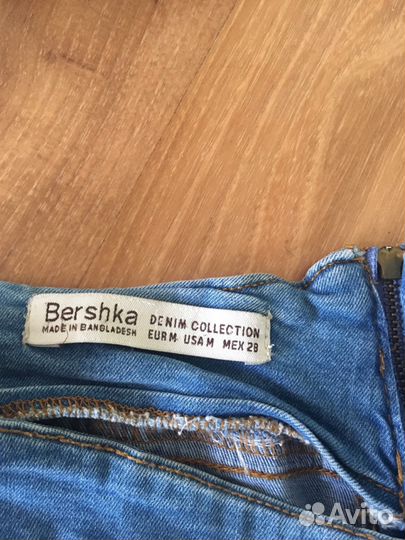 Bershka
MADE IN BANGLADESH
DENIM COLLECTION
EUR M USA M MEX 28
Avito